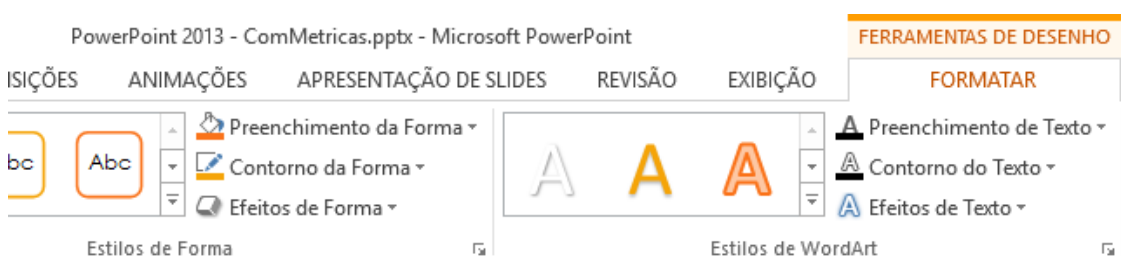 PowerPoint 2013 - ComMetricas.pptx - Microsoft PowerPoint FERRAMENTAS DE DESENHO
ISIÇÕES ANIMAÇÕES APRESENTAÇÃO DE SLIDES REVISÃO EXIBIÇÃO FORMATAR
bc Abc
Preenchimento da Forma
Contorno da Forma
Efeitos de Forma
Estilos de Forma
A A A
A Preenchimento de Texto
A Contorno do Texto
A Efeitos de Texto
Estilos de WordArt